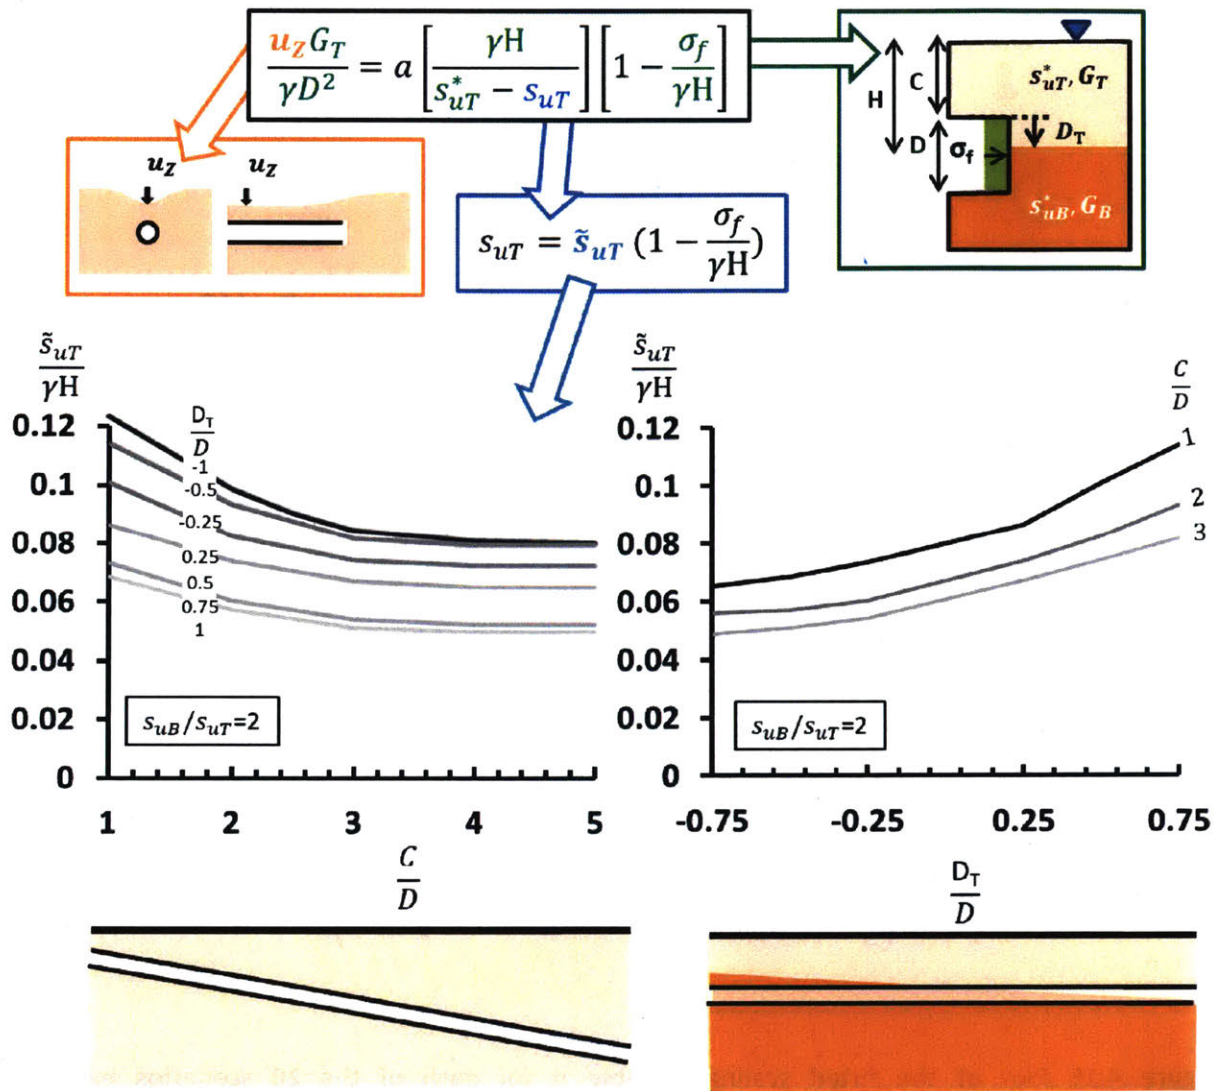 u_Z G_T / γD² = a [ γH / (s*_uT − s_uT) ] [ 1 − σ_f / γH ]
u_Z u_Z
s_uT = s̃_uT (1 − σ_f / γH)
H C D
s*_uT, G_T
D_T
σ_f
s*_uB, G_B
s̃_uT / γH
0.12
0.1
0.08
0.06
0.04
0.02
0
D_T / D
-1
-0.5
-0.25
0.25
0.5
0.75
1
s_uB/s_uT=2
1 2 3 4 5
C / D
s̃_uT / γH
0.12
0.1
0.08
0.06
0.04
0.02
0
C / D
1
2
3
s_uB/s_uT=2
-0.75 -0.25 0.25 0.75
D_T / D